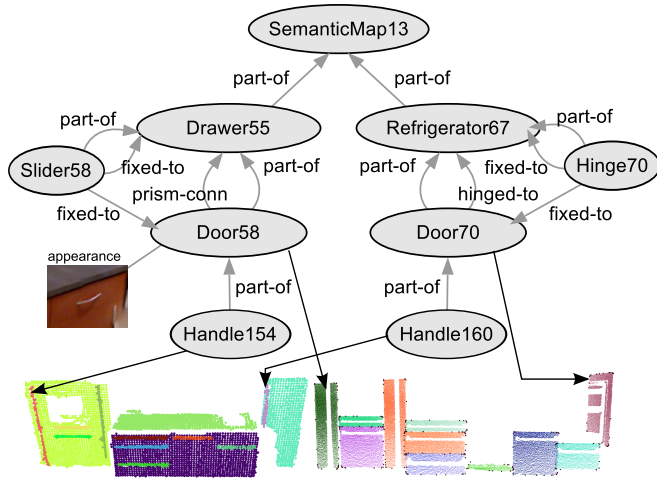 SemanticMap13
part-of
part-of
part-of
Drawer55
Refrigerator67
part-of
Slider58
fixed-to
part-of
part-of
fixed-to
Hinge70
prism-conn
hinged-to
fixed-to
fixed-to
Door58
Door70
appearance
part-of
part-of
Handle154
Handle160